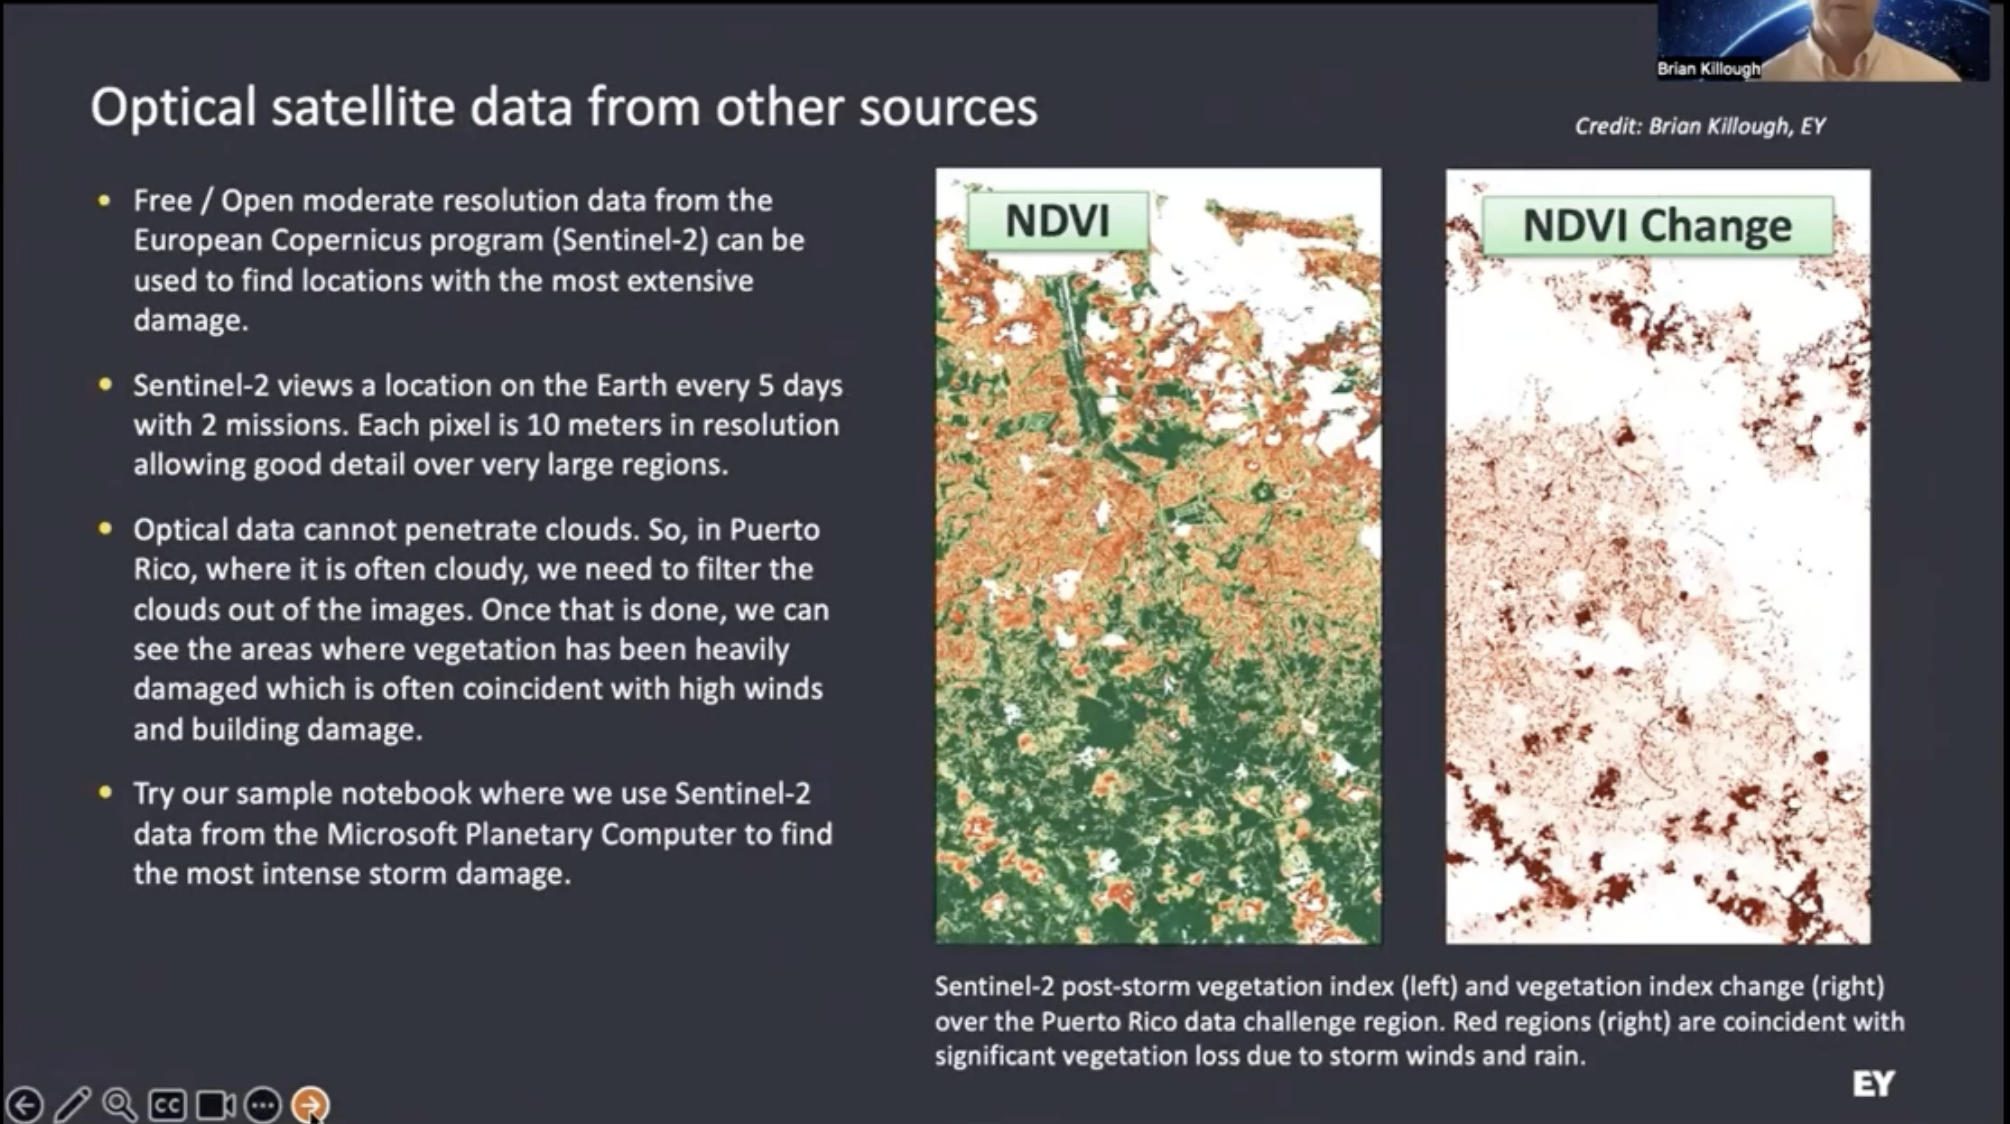 Brian Killough
Optical satellite data from other sources
Credit: Brian Killough, EY
• Free / Open moderate resolution data from the
European Copernicus program (Sentinel-2) can be
used to find locations with the most extensive
damage.
• Sentinel-2 views a location on the Earth every 5 days
with 2 missions. Each pixel is 10 meters in resolution
allowing good detail over very large regions.
• Optical data cannot penetrate clouds. So, in Puerto
Rico, where it is often cloudy, we need to filter the
clouds out of the images. Once that is done, we can
see the areas where vegetation has been heavily
damaged which is often coincident with high winds
and building damage.
• Try our sample notebook where we use Sentinel-2
data from the Microsoft Planetary Computer to find
the most intense storm damage.
NDVI
NDVI Change
Sentinel-2 post-storm vegetation index (left) and vegetation index change (right)
over the Puerto Rico data challenge region. Red regions (right) are coincident with
significant vegetation loss due to storm winds and rain.
EY
CC